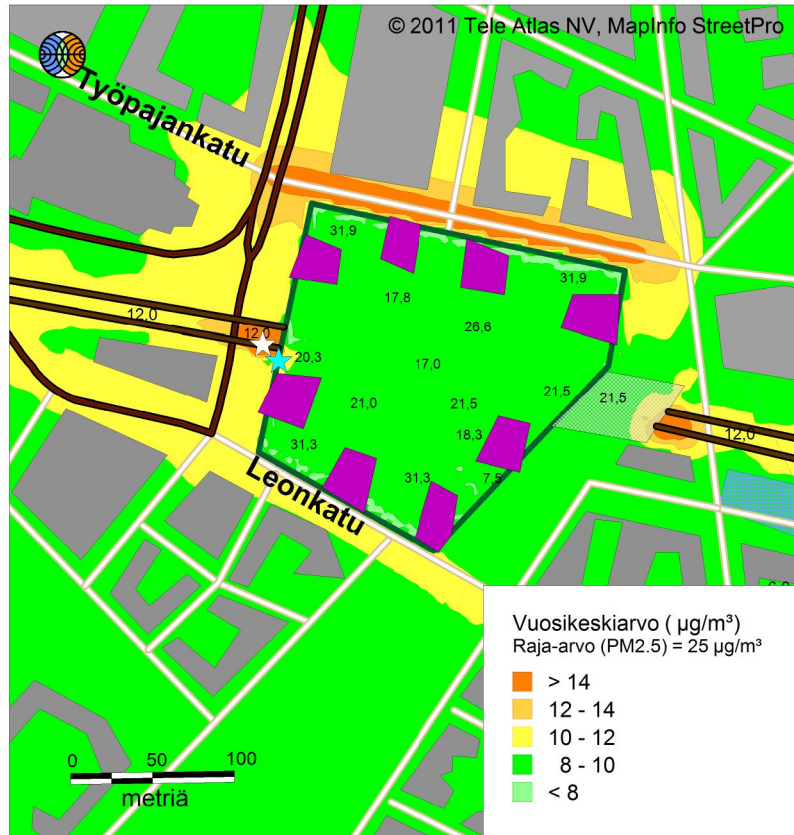 © 2011 Tele Atlas NV, MapInfo StreetPro
Työpajankatu
31,9
31,9
17,8
26,6
12,0
12,0
20,3
17,0
21,0
21,5
21,5
21,5
18,3
12,0
31,3
31,3
7,5
Leonkatu
0 50 100
metriä
Vuosikeskiarvo ( µg/m³)
Raja-arvo (PM2.5) = 25 µg/m³
> 14
12 - 14
10 - 12
8 - 10
< 8